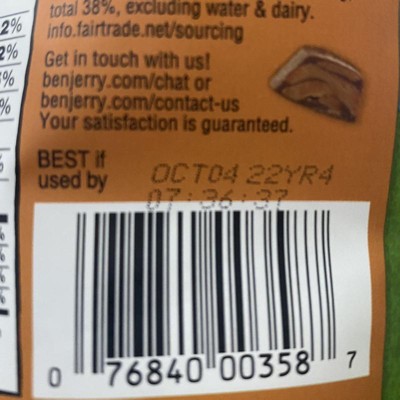 total 38%, excluding water & dairy.
info.fairtrade.net/sourcing
Get in touch with us!
benjerry.com/chat or
benjerry.com/contact-us
Your satisfaction is guaranteed.
BEST if
used by
OCT04 22YR4
07:36:37
0 76840 00358 7
2%
2%
%
%